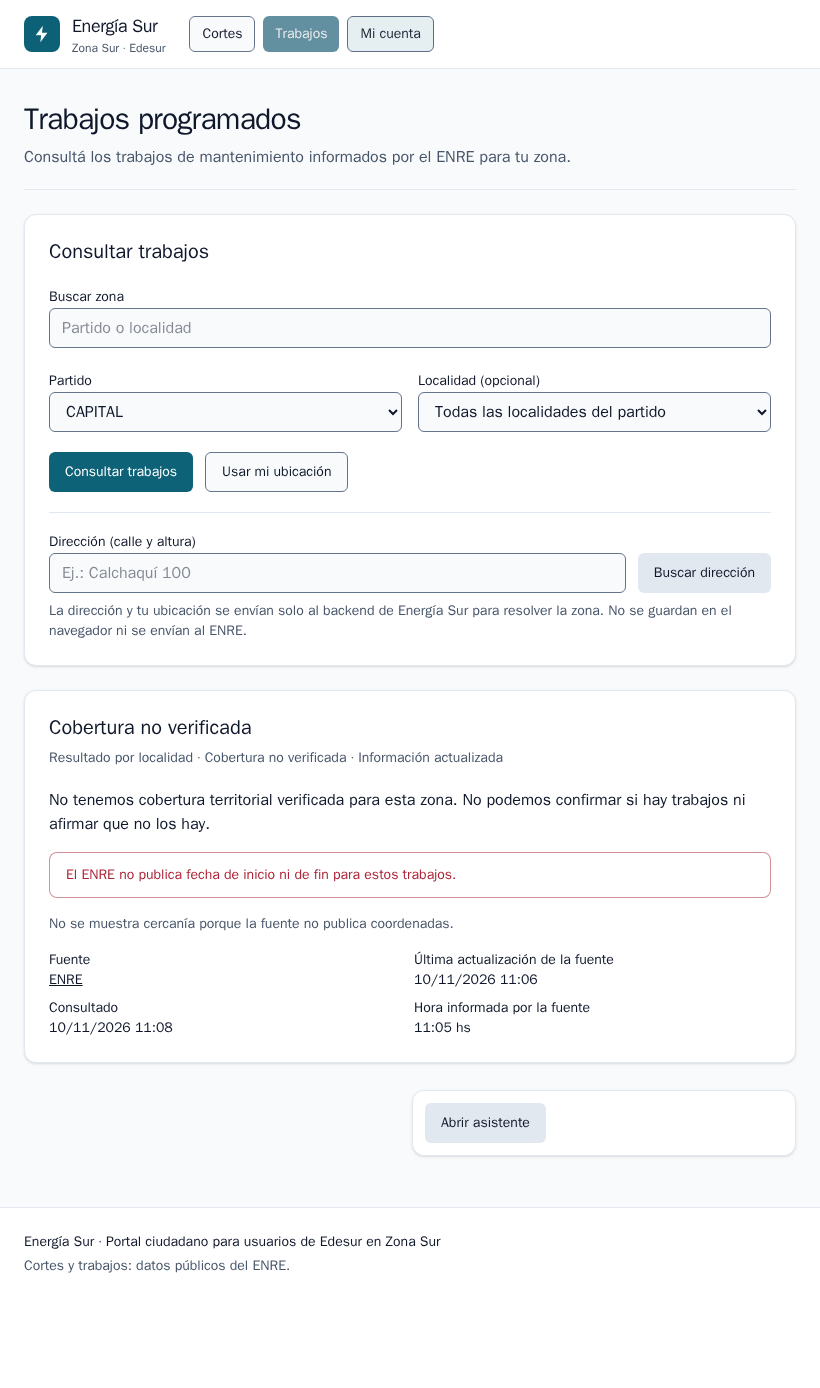 Energía Sur
Zona Sur · Edesur
Cortes
Trabajos
Mi cuenta
Trabajos programados
Consultá los trabajos de mantenimiento informados por el ENRE para tu zona.
Consultar trabajos
Buscar zona
Partido o localidad
Partido
Localidad (opcional)
CAPITAL
Todas las localidades del partido
Consultar trabajos
Usar mi ubicación
Dirección (calle y altura)
Ej.: Calchaquí 100
Buscar dirección
La dirección y tu ubicación se envían solo al backend de Energía Sur para resolver la zona. No se guardan en el
navegador ni se envían al ENRE.
Cobertura no verificada
Resultado por localidad · Cobertura no verificada · Información actualizada
No tenemos cobertura territorial verificada para esta zona. No podemos confirmar si hay trabajos ni
afirmar que no los hay.
El ENRE no publica fecha de inicio ni de fin para estos trabajos.
No se muestra cercanía porque la fuente no publica coordenadas.
Fuente
ENRE
Última actualización de la fuente
10/11/2026 11:06
Consultado
10/11/2026 11:08
Hora informada por la fuente
11:05 hs
Abrir asistente
Energía Sur · Portal ciudadano para usuarios de Edesur en Zona Sur
Cortes y trabajos: datos públicos del ENRE.